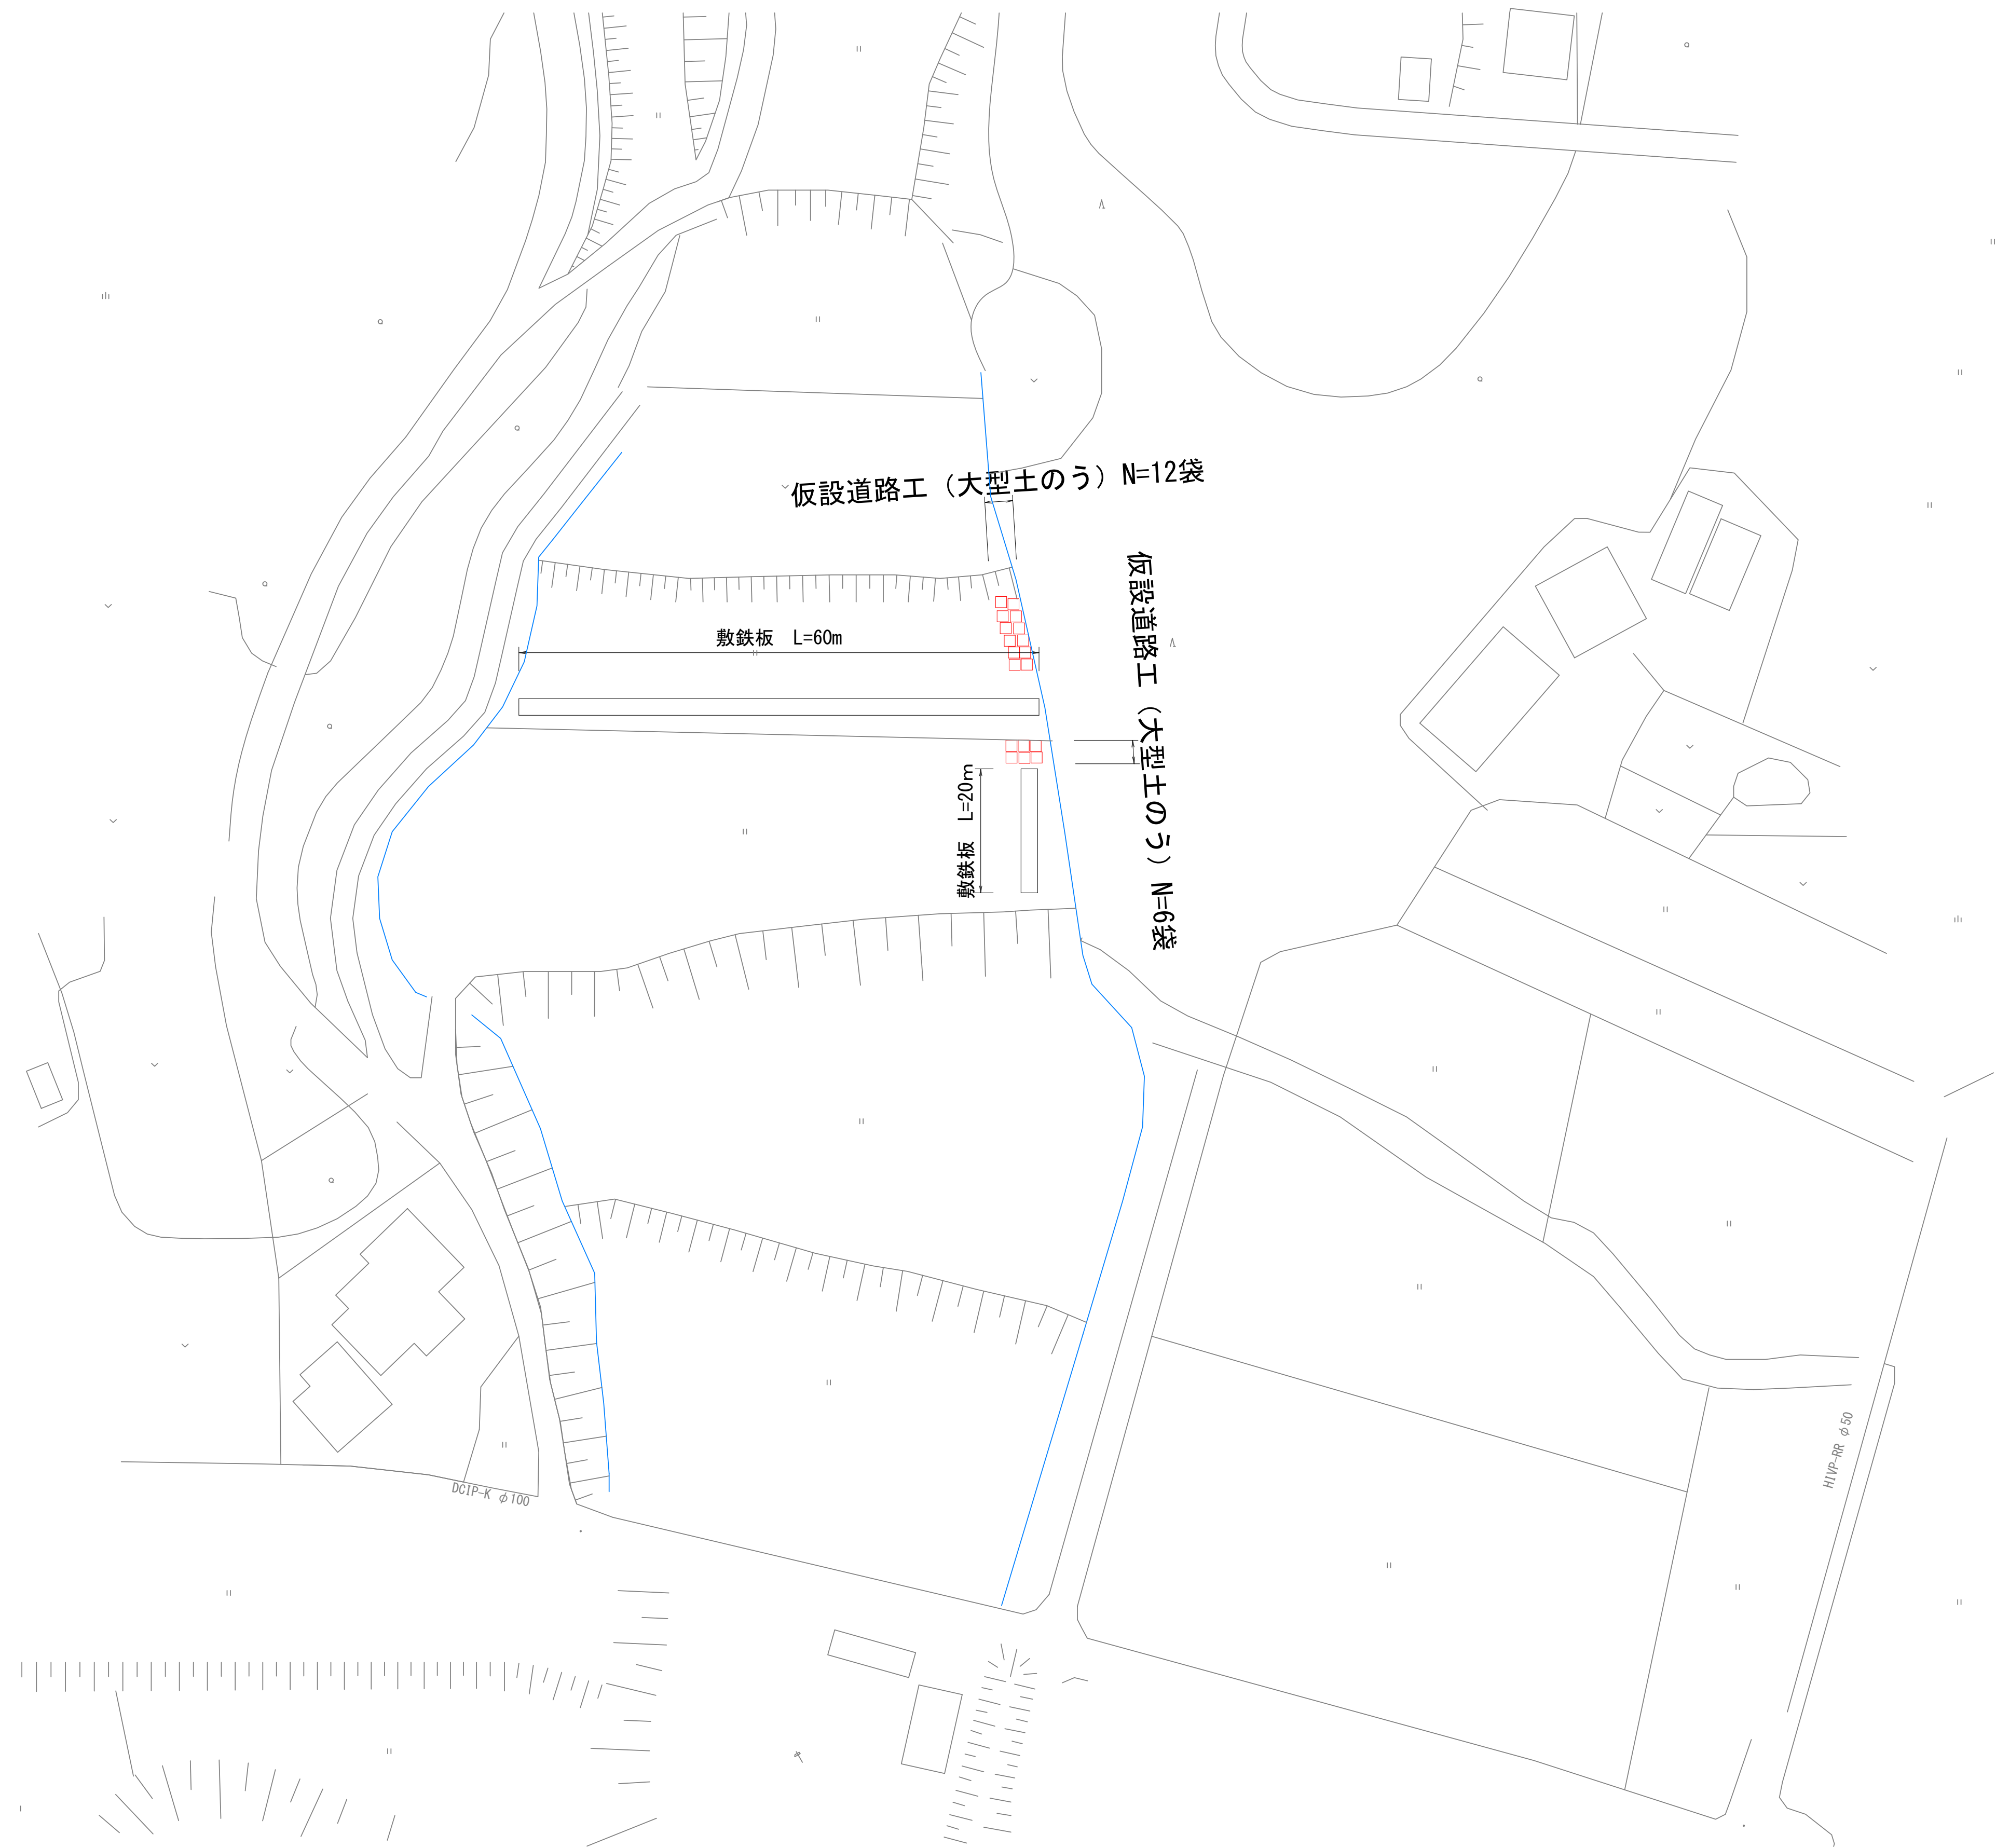 仮設道路工（大型土のう）N=12袋
仮設道路工（大型土のう）N=6袋
敷鉄板　L=60m
敷鉄板　L=20m
HIVP-RR φ50
DCIP-K φ100